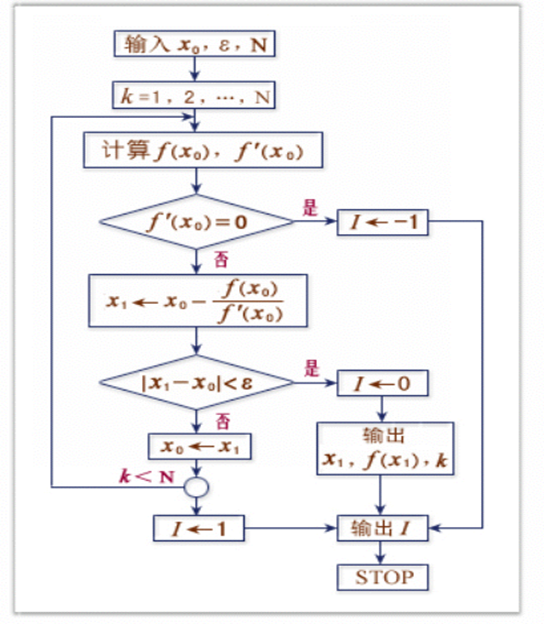 输入 x₀, ε, N
k=1, 2, …, N
计算 f(x₀), f′(x₀)
f′(x₀)=0
是
I←-1
否
x₁←x₀-f(x₀)/f′(x₀)
|x₁-x₀|<ε
是
I←0
否
输出
x₁, f(x₁), k
x₀←x₁
k<N
I←1
输出 I
STOP